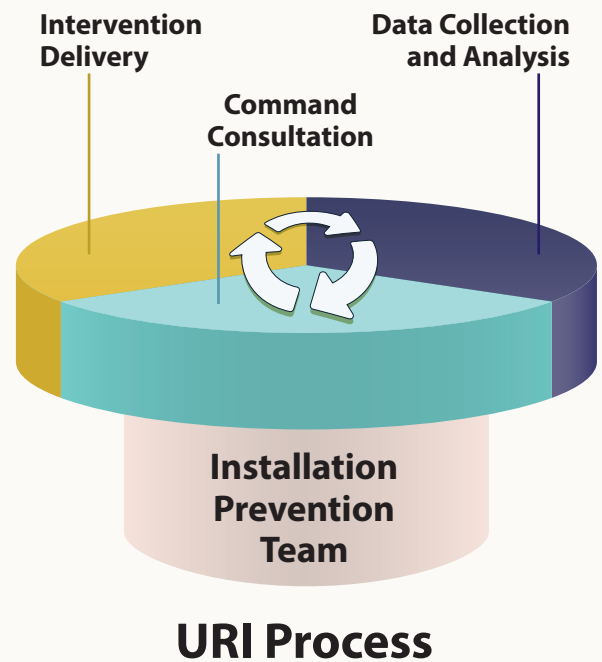 Intervention
Delivery
Data Collection
and Analysis
Command
Consultation
Installation
Prevention
Team
URI Process